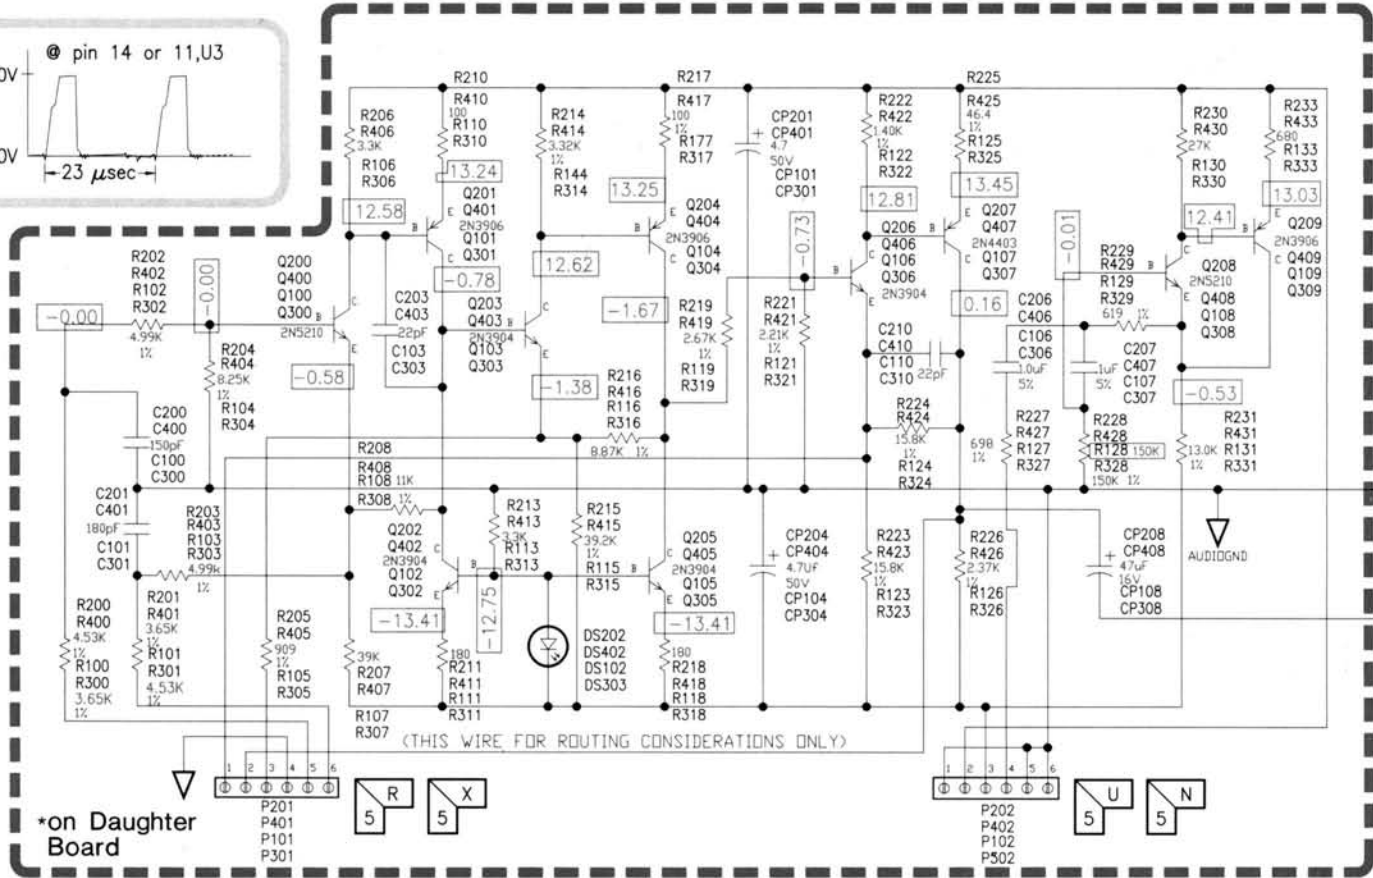 @ pin 14 or 11,U3
0V
0V
23 µsec
R210
R410
100
R110
R310
R217
R417
100
1%
R177
R317
R225
R425
46.4
1%
R125
R325
R206
R406
3.3K
R106
R306
R214
R414
3.32K
1%
R144
R314
CP201
CP401
4.7
50V
CP101
CP301
R222
R422
1.40K
1%
R122
R322
R230
R430
27K
R130
R330
R233
R433
680
R133
R333
13.24
13.25
13.45
13.03
12.58
12.62
12.81
12.41
Q201
Q401
2N3906
Q101
Q301
Q204
Q404
2N3906
Q104
Q304
Q207
Q407
2N4403
Q107
Q307
Q209
2N3906
Q409
Q109
Q309
Q206
Q406
Q106
Q306
2N3904
Q208
2N5210
Q408
Q108
Q308
R202
R402
R102
R302
4.99K
1%
-0.00
-0.00
Q200
Q400
Q100
Q300
2N5210
-0.58
-0.78
C203
C403
22pF
C103
C303
Q203
Q403
2N3904
Q103
Q303
-1.38
-1.67
-0.73
-0.01
0.16
-0.53
R219
R419
2.67K
1%
R119
R319
R221
R421
2.21K
1%
R121
R321
C210
C410
C110
C310
22pF
C206
C406
C106
C306
1.0uF
5%
R229
R429
R129
R329
619 1%
C207
C407
C107
C307
.1uF
5%
R204
R404
8.25K
1%
R104
R304
R216
R416
R116
R316
8.87K 1%
R224
R424
15.8K
1%
R124
R324
R227
R427
698
1%
R127
R327
R228
R428
R128
150K
R328
150K 1%
R231
R431
13.0K
1%
R131
R331
C200
C400
150pF
C100
C300
C201
C401
180pF
C101
C301
R203
R403
R103
R303
4.99k
1%
R208
R408
R108 11K
R308 1%
Q202
Q402
2N3904
Q102
Q302
R213
R413
3.3K
R113
R313
R215
R415
39.2K
1%
R115
R315
Q205
Q405
2N3904
Q105
Q305
CP204
CP404
4.7UF
50V
CP104
CP304
R223
R423
15.8K
1%
R123
R323
R226
R426
2.37K
1%
R126
R326
CP208
CP408
47uF
16V
CP108
CP308
AUDIOGND
R200
R400
4.53K
1%
R100
R300
3.65K
1%
R201
R401
3.65K
1%
R101
R301
4.53K
1%
R205
R405
909
1%
R105
R305
39K
R207
R407
R107
R307
-13.41
-12.75
-13.41
180
R211
R411
R111
R311
DS202
DS402
DS102
DS303
180
R218
R418
R118
R318
(THIS WIRE FOR ROUTING CONSIDERATIONS ONLY)
1 2 3 4 5 6
P201
P401
P101
P301
R
5
X
5
1 2 3 4 5 6
P202
P402
P102
P502
U
5
N
5
*on Daughter
Board